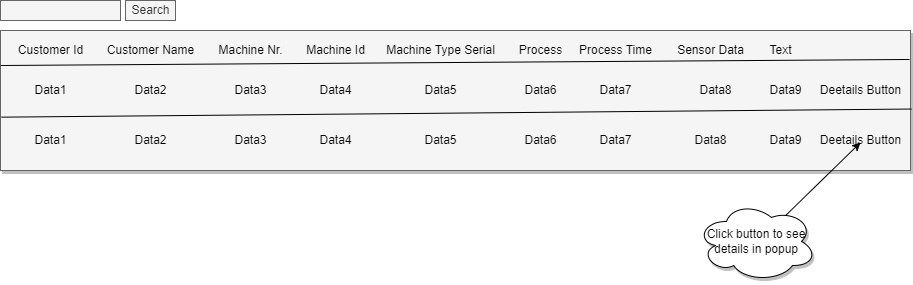 Search
Customer Id Customer Name Machine Nr. Machine Id Machine Type Serial Process Process Time Sensor Data Text
Data1 Data2 Data3 Data4 Data5 Data6 Data7 Data8 Data9 Deetails Button
Data1 Data2 Data3 Data4 Data5 Data6 Data7 Data8 Data9 Deetails Button
Click button to see
details in popup